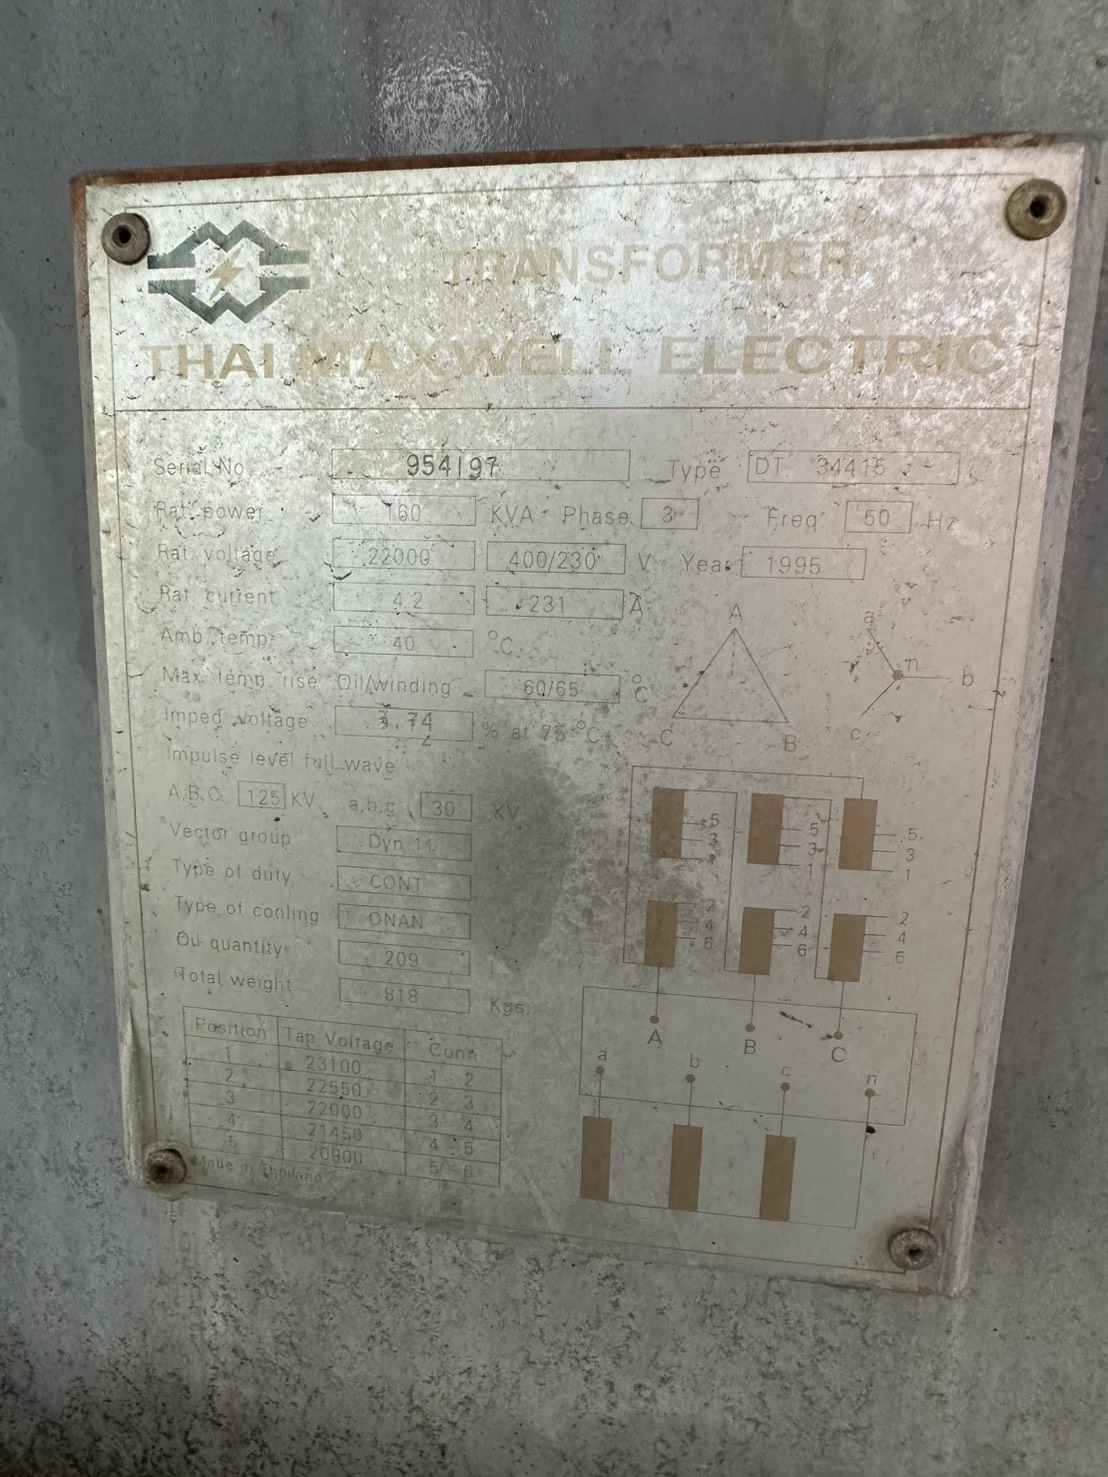 TRANSFORMER
THAI MAXWELL ELECTRIC
Serial No 954197 Type DT 34415
Rat. power 160 KVA Phase 3 Freq 50 Hz
Rat. voltage 22000 400/230 V Year 1995
Rat current 4.2 231 A
Amb. temp. 40 °C
Max. temp rise Oil/winding 60/65 °C
Imped voltage 3.74 % at 75 °C
Impulse level full wave
A,B,C. 125 KV a,b,c 30 KV
Vector group Dyn 11
Type of duty CONT
Type of cooling ONAN
Oil quantity 209 L
Total weight 818 Kgs
Position Tap Voltage Conn
1 23100 1 - 2
2 22550 2 - 3
3 22000 3 - 4
4 21450 4 - 5
5 20900 5 - 6
Made in Thailand
A
C B
a
n b
c
5 5 5
3 3 3
1 1 1
2 2 2
4 4 4
6 6 6
A B C
a b c n